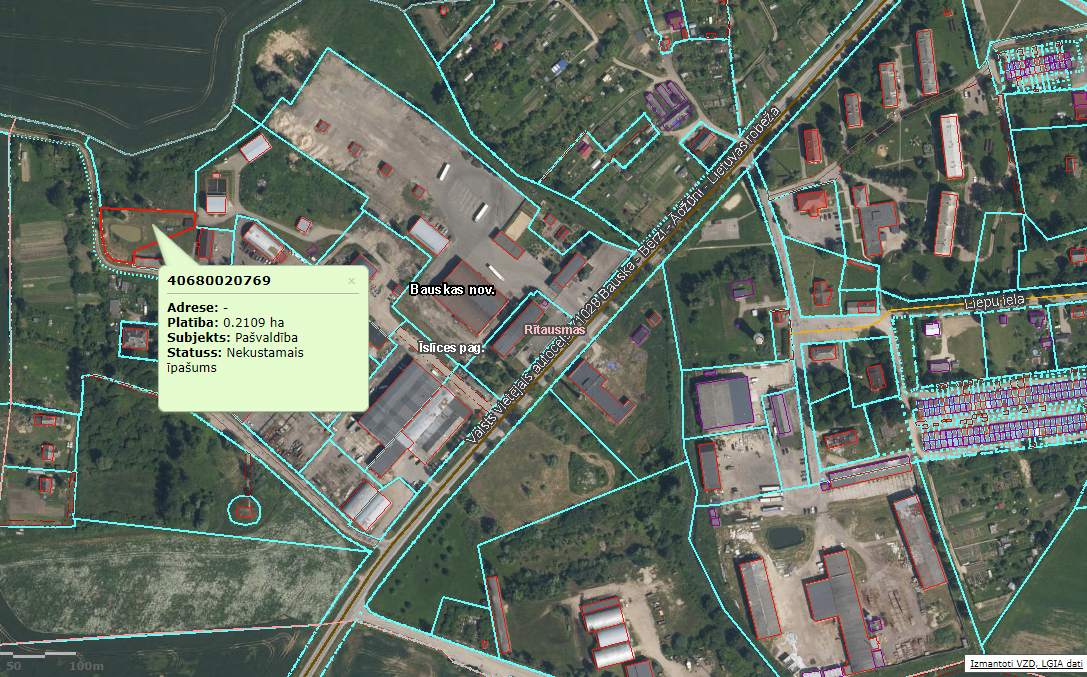 Valsts vietējais autoceļš V1028 Bauska - Bērzi - Ādžūni - Lietuvas robeža
40680020769 ×
Adrese: -
Platība: 0.2109 ha
Subjekts: Pašvaldība
Statuss: Nekustamais
īpašums
Bauskas nov.
Liepu iela
Rītausmas
Īslīces pag.
50 100m
Izmantoti VZD, LGIA dati